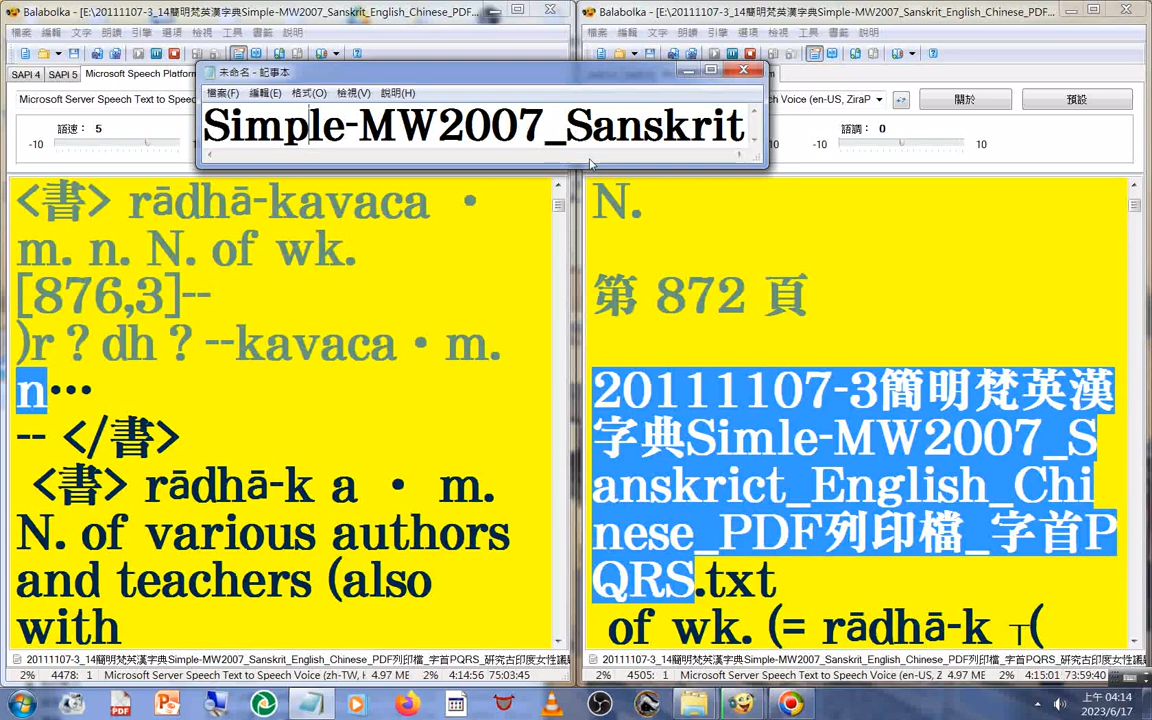 Balabolka - [E:\20111107-3_14簡明梵英漢字典Simple-MW2007_Sanskrit_English_Chinese_PDF...
Balabolka - [E:\20111107-3_14簡明梵英漢字典Simple-MW2007_Sanskrit_English_Chinese_PDF...
檔案 編輯 文字 朗讀 引擎 選項 檢視 工具 書籤 說明
檔案 編輯 文字 朗讀 引擎 選項 檢視 工具 書籤 說明
SAPI 4 SAPI 5 Microsoft Speech Platform
未命名 - 記事本
檔案(F) 編輯(E) 格式(O) 檢視(V) 說明(H)
Simple-MW2007_Sanskrit
Microsoft Server Speech Text to Spee
Voice (en-US, ZiraP
關於
預設
語速： 5
語調： 0
-10
-10
10
<書> rādhā-kavaca •
m. n. N. of wk.
[876,3]--
)r ? dh ? --kavaca • m.
n…
-- </書>
<書> rādhā-k a • m.
N. of various authors
and teachers (also
with
N.
第 872 頁
20111107-3簡明梵英漢
字典Simle-MW2007_S
anskrict_English_Chi
nese_PDF列印檔_字首P
QRS.txt
of wk. (= rādhā-k ┬(
20111107-3_14簡明梵英漢字典Simple-MW2007_Sanskrit_English_Chinese_PDF列印檔_字首PQRS_研究古印度女性議
20111107-3_14簡明梵英漢字典Simple-MW2007_Sanskrit_English_Chinese_PDF列印檔_字首PQRS_研究古印度女性議
2% 4478: 1 Microsoft Server Speech Text to Speech Voice (zh-TW, H 4.97 MB 2% 4:14:56 75:03:45
2% 4505: 1 Microsoft Server Speech Text to Speech Voice (en-US, Z 4.97 MB 2% 4:15:01 73:59:40
上午 04:14
2023/6/17